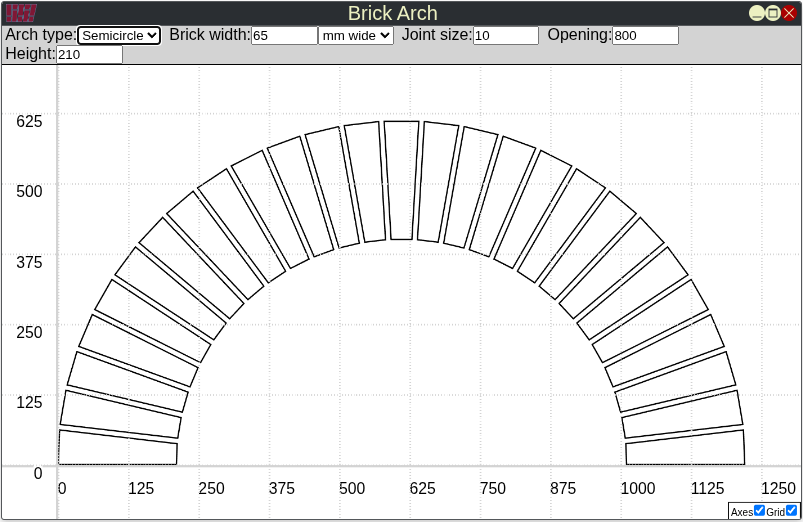 Brick Arch
Arch type: Semicircle Brick width: 65 mm wide Joint size: 10 Opening: 800
Height: 210
625
500
375
250
125
0
0 125 250 375 500 625 750 875 1000 1125 1250
Axes Grid